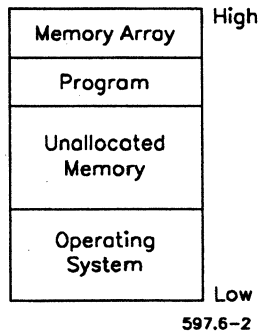 High
Memory Array
Program
Unallocated
Memory
Operating
System
Low
597.6-2